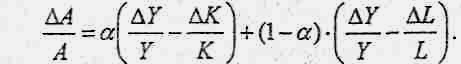 ΔA/A = α(ΔY/Y − ΔK/K) + (1−α)·(ΔY/Y − ΔL/L).